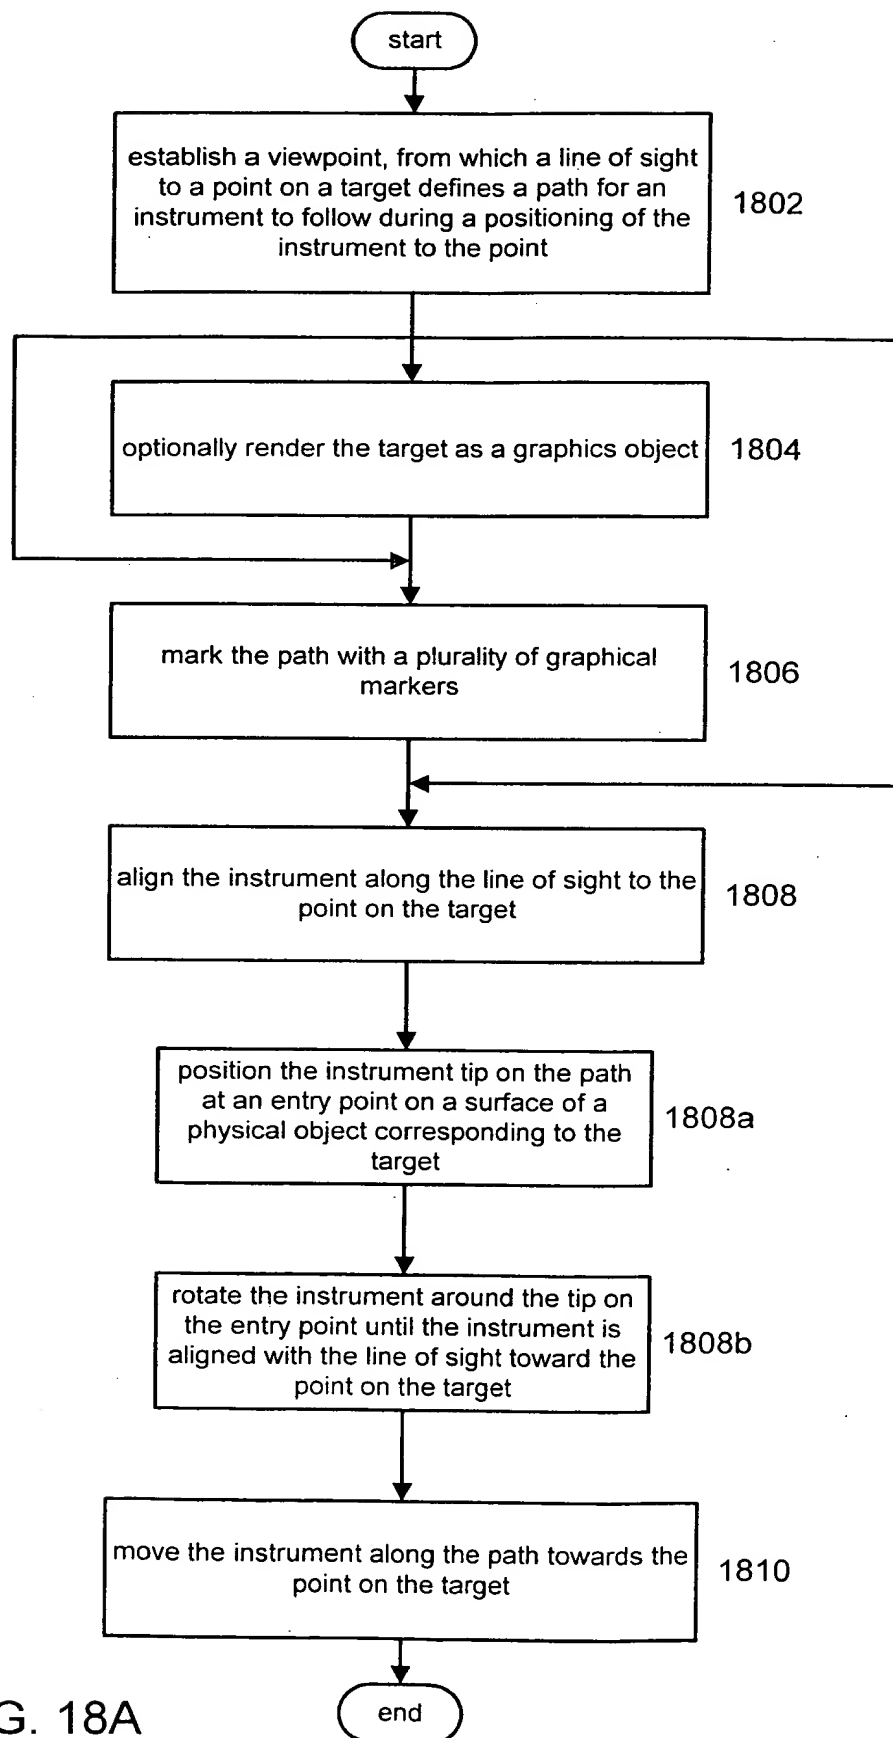 start
establish a viewpoint, from which a line of sight
to a point on a target defines a path for an
instrument to follow during a positioning of the
instrument to the point
1802
optionally render the target as a graphics object
1804
mark the path with a plurality of graphical
markers
1806
align the instrument along the line of sight to the
point on the target
1808
position the instrument tip on the path
at an entry point on a surface of a
physical object corresponding to the
target
1808a
rotate the instrument around the tip on
the entry point until the instrument is
aligned with the line of sight toward the
point on the target
1808b
move the instrument along the path towards the
point on the target
1810
end
G. 18A